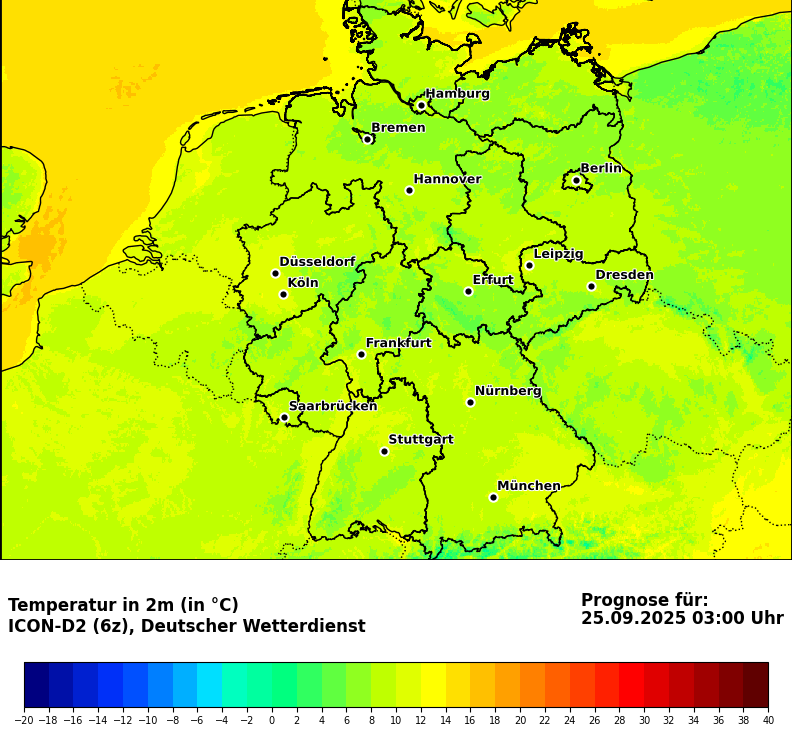 Hamburg
Bremen
Berlin
Hannover
Leipzig
Düsseldorf
Dresden
Köln
Erfurt
Frankfurt
Nürnberg
Saarbrücken
Stuttgart
München
Temperatur in 2m (in °C)
ICON-D2 (6z), Deutscher Wetterdienst
Prognose für:
25.09.2025 03:00 Uhr
−20 −18 −16 −14 −12 −10 −8 −6 −4 −2 0 2 4 6 8 10 12 14 16 18 20 22 24 26 28 30 32 34 36 38 40